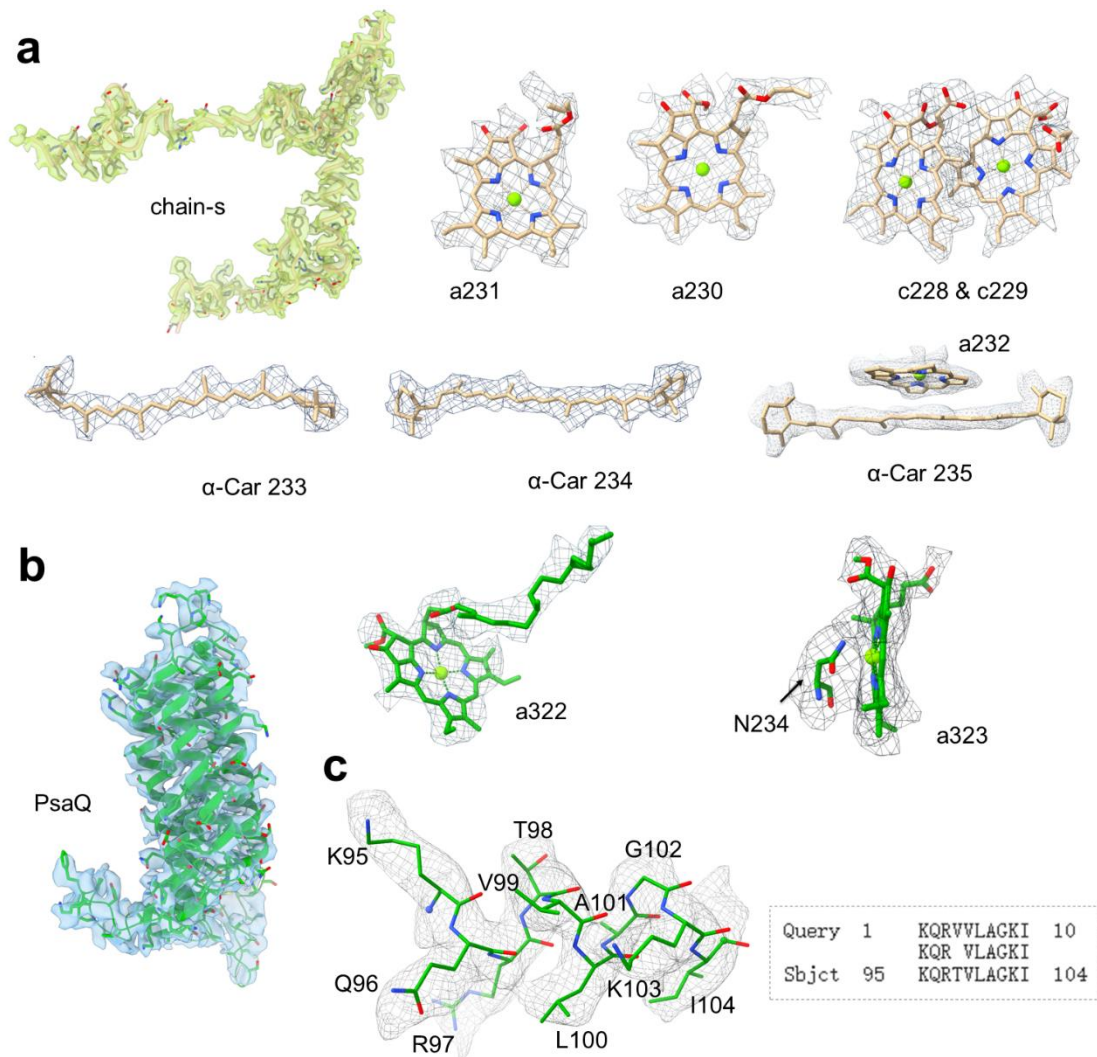 a
chain-s
a231
a230
c228 & c229
a232
α-Car 233
α-Car 234
α-Car 235
b
PsaQ
a322
N234
a323
c
K95
T98
G102
V99
A101
Q96
K103
I104
R97
L100
Query 1 KQRVVLAGKI 10
KQR VLAGKI
Sbjct 95 KQRTVLAGKI 104